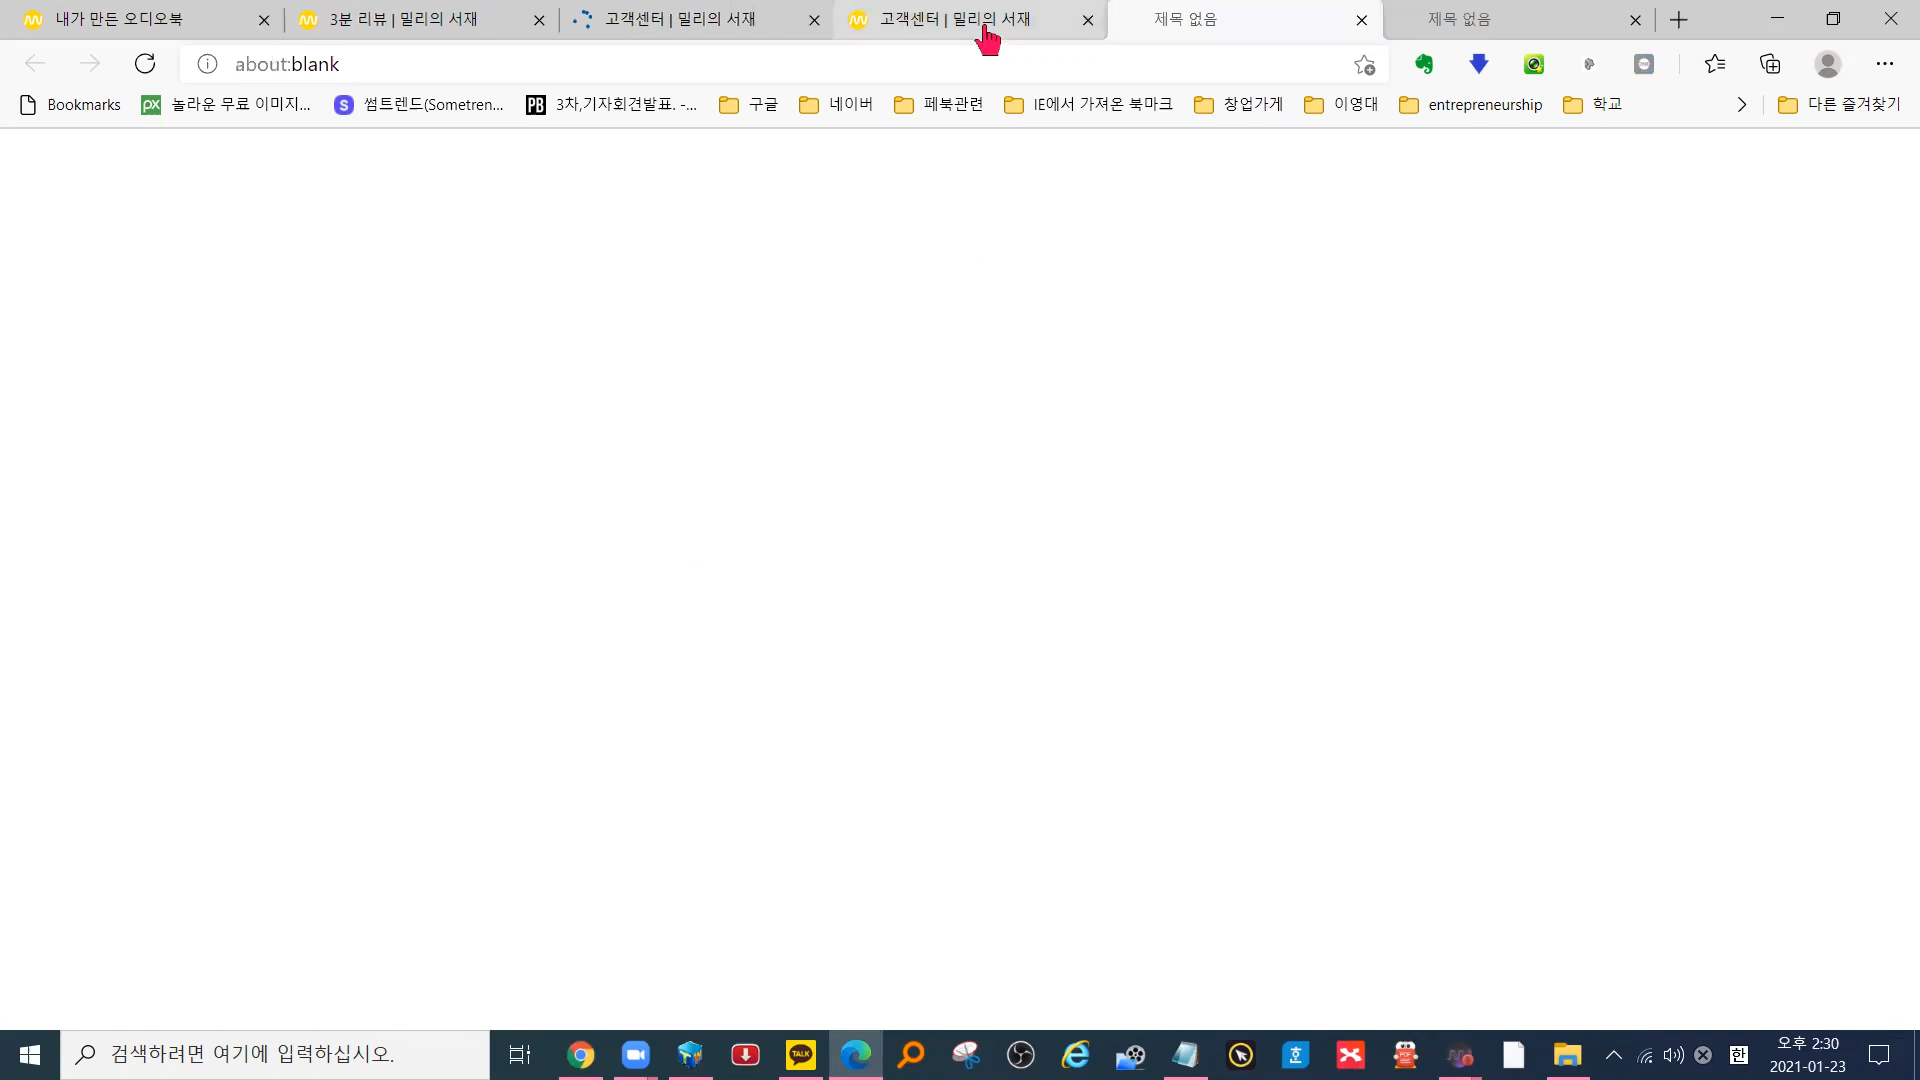 내가 만든 오디오북
3분 리뷰 | 밀리의 서재
고객센터 | 밀리의 서재
고객센터 | 밀리의 서재
제목 없음
제목 없음
about:blank
Bookmarks
px 놀라운 무료 이미지...
S 썸트렌드(Sometren...
PB 3차,기자회견발표. -...
구글
네이버
페북관련
IE에서 가져온 북마크
창업가게
이영대
entrepreneurship
학교
다른 즐겨찾기
검색하려면 여기에 입력하십시오.
TALK
한
오후 2:30
2021-01-23